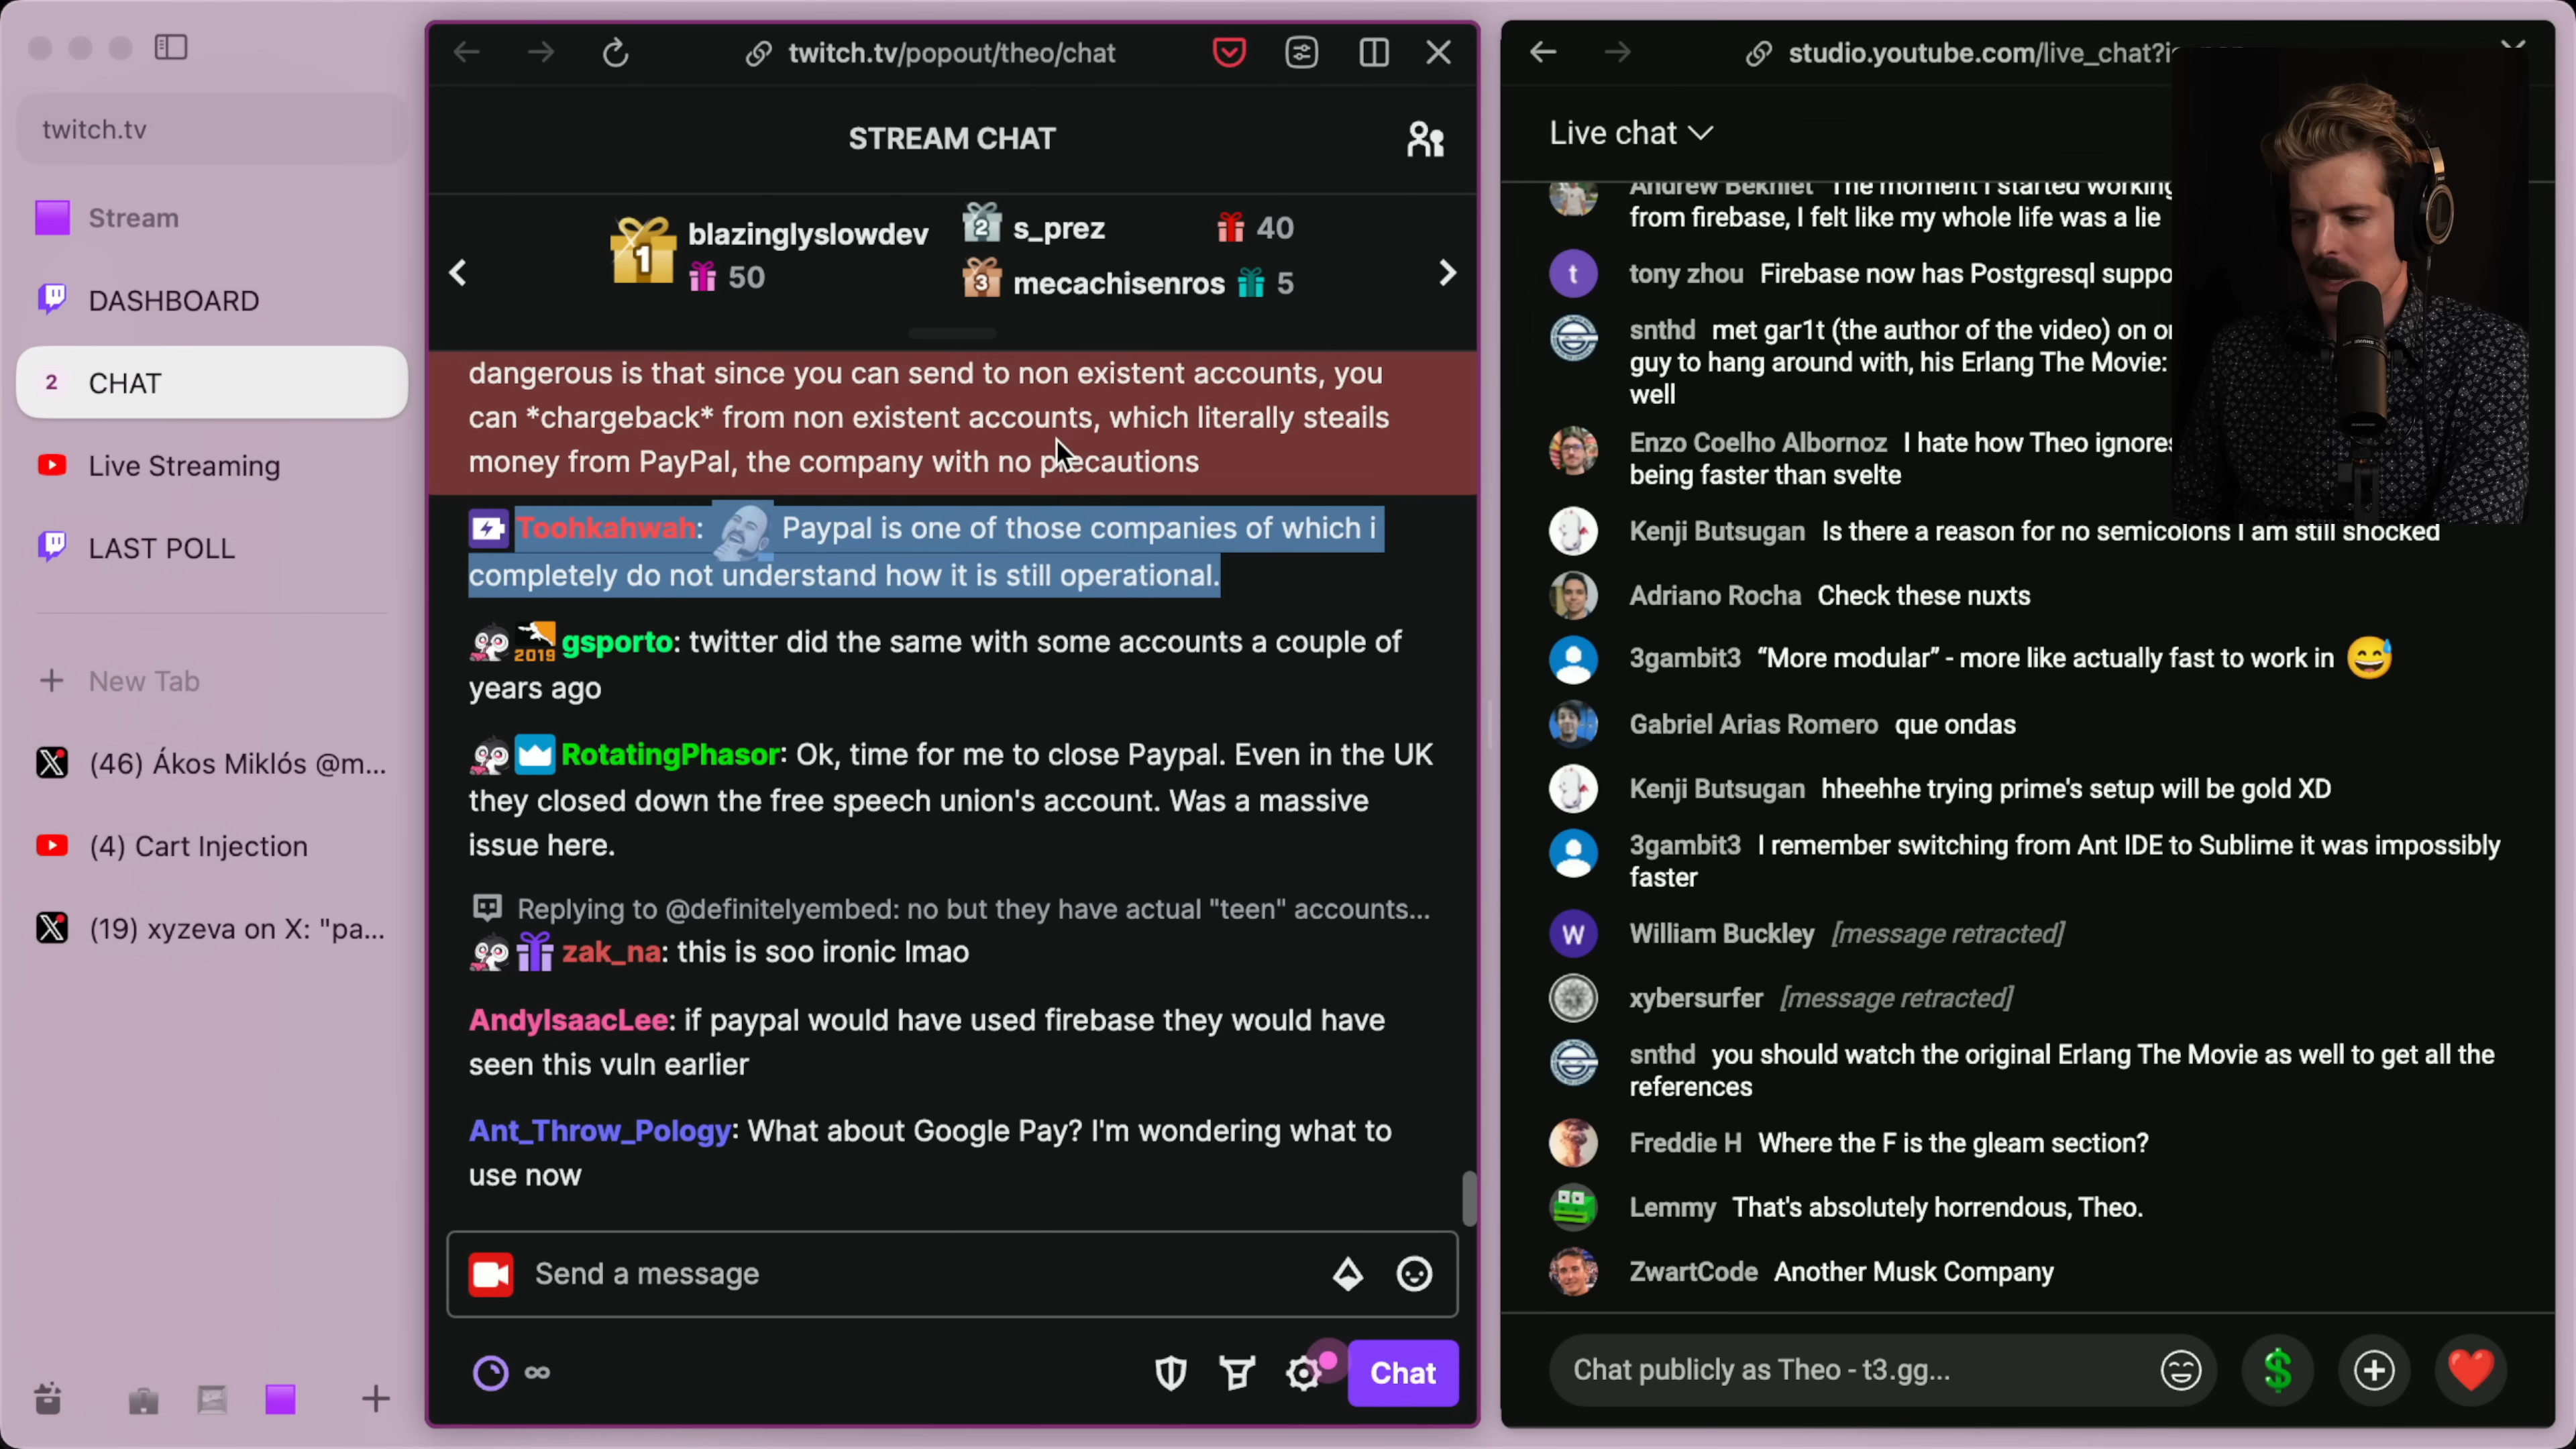 twitch.tv
Stream
DASHBOARD
2 CHAT
Live Streaming
LAST POLL
New Tab
(46) Ákos Miklós @m...
(4) Cart Injection
(19) xyzeva on X: "pa...
twitch.tv/popout/theo/chat
STREAM CHAT
1 blazinglyslowdev
50
2 s_prez 40
3 mecachisenros 5
dangerous is that since you can send to non existent accounts, you
can *chargeback* from non existent accounts, which literally steails
money from PayPal, the company with no precautions
Toohkahwah: Paypal is one of those companies of which i
completely do not understand how it is still operational.
2019 gsporto: twitter did the same with some accounts a couple of
years ago
RotatingPhasor: Ok, time for me to close Paypal. Even in the UK
they closed down the free speech union's account. Was a massive
issue here.
Replying to @definitelyembed: no but they have actual "teen" accounts...
zak_na: this is soo ironic lmao
AndyIsaacLee: if paypal would have used firebase they would have
seen this vuln earlier
Ant_Throw_Pology: What about Google Pay? I'm wondering what to
use now
Send a message
Chat
studio.youtube.com/live_chat?
Live chat
Andrew Bekhiet The moment I started working
from firebase, I felt like my whole life was a lie
t tony zhou Firebase now has Postgresql suppo
snthd met gar1t (the author of the video) on
guy to hang around with, his Erlang The Movie:
well
Enzo Coelho Albornoz I hate how Theo ignores
being faster than svelte
Kenji Butsugan Is there a reason for no semicolons I am still shocked
Adriano Rocha Check these nuxts
3gambit3 “More modular” - more like actually fast to work in 😅
Gabriel Arias Romero que ondas
Kenji Butsugan hheehhe trying prime's setup will be gold XD
3gambit3 I remember switching from Ant IDE to Sublime it was impossibly
faster
W William Buckley [message retracted]
xybersurfer [message retracted]
snthd you should watch the original Erlang The Movie as well to get all the
references
Freddie H Where the F is the gleam section?
Lemmy That's absolutely horrendous, Theo.
ZwartCode Another Musk Company
Chat publicly as Theo - t3.gg...